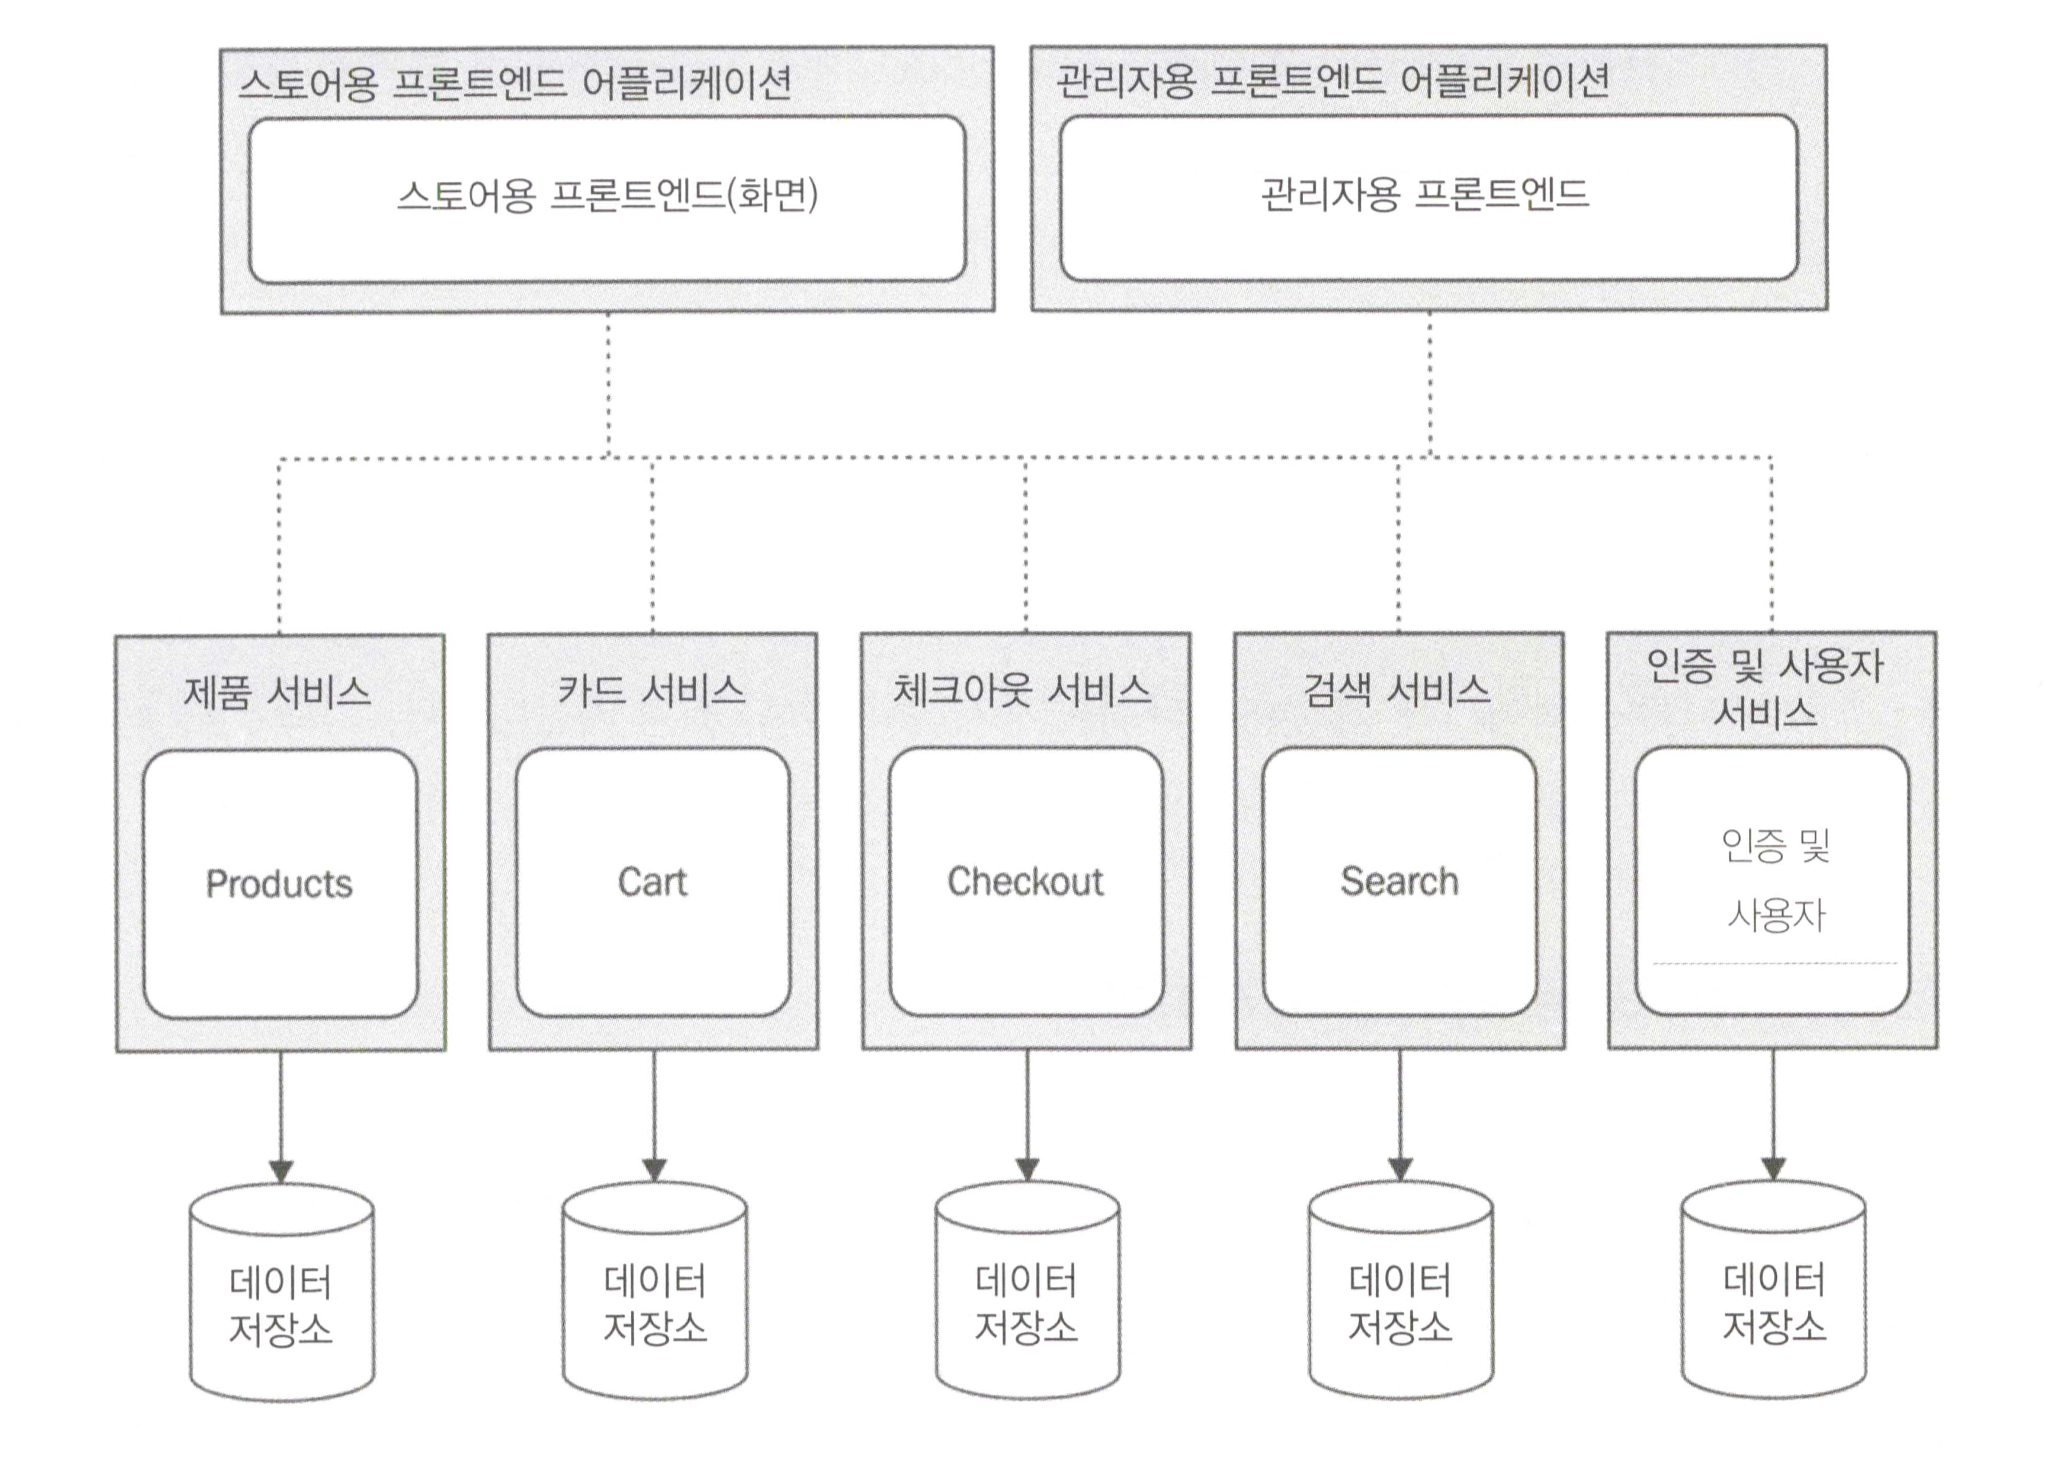 스토어용 프론트엔드 어플리케이션
스토어용 프론트엔드(화면)
관리자용 프론트엔드 어플리케이션
관리자용 프론트엔드
제품 서비스
Products
카드 서비스
Cart
체크아웃 서비스
Checkout
검색 서비스
Search
인증 및 사용자
서비스
인증 및
사용자
데이터
저장소
데이터
저장소
데이터
저장소
데이터
저장소
데이터
저장소